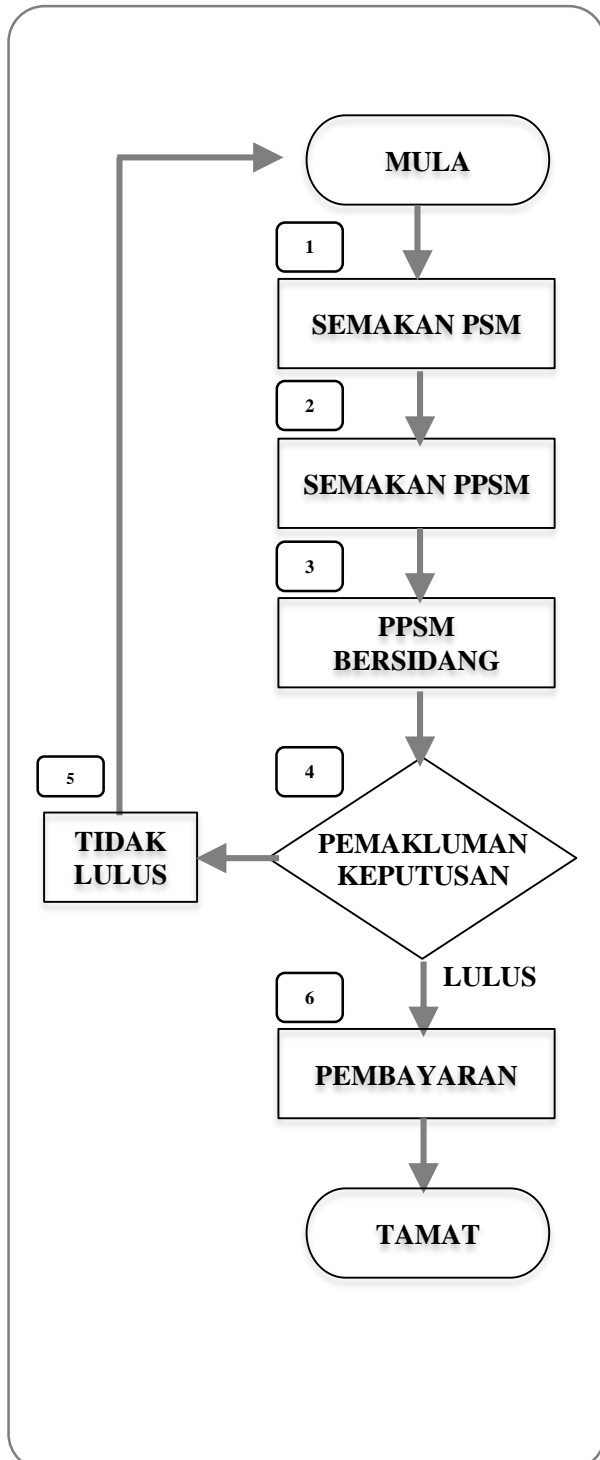 MULA
1
SEMAKAN PSM
2
SEMAKAN PPSM
3
PPSM
BERSIDANG
4
PEMAKLUMAN
KEPUTUSAN
5
TIDAK
LULUS
LULUS
6
PEMBAYARAN
TAMAT